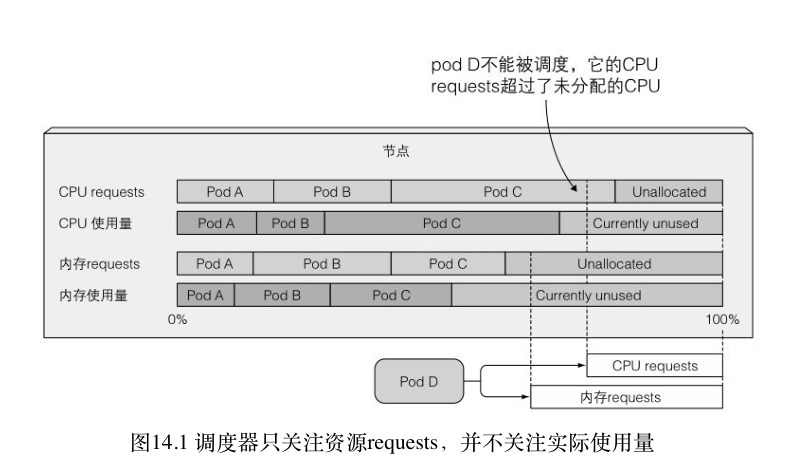 pod D不能被调度，它的CPU
requests超过了未分配的CPU
节点
CPU requests Pod A Pod B Pod C Unallocated
CPU 使用量 Pod A Pod B Pod C Currently unused
内存requests Pod A Pod B Pod C Unallocated
内存使用量 Pod A Pod B Pod C Currently unused
0% 100%
CPU requests
Pod D
内存requests
图14.1 调度器只关注资源requests，并不关注实际使用量